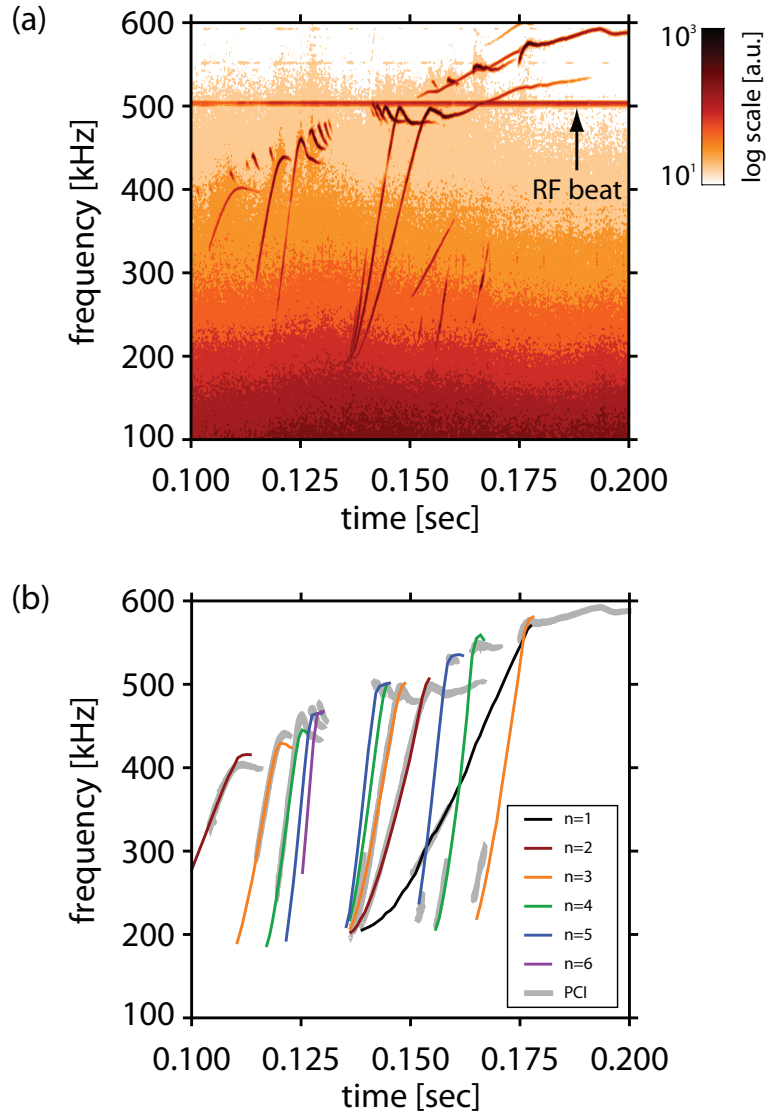 (a)
600
500
400
300
200
100
frequency [kHz]
RF beat
0.100 0.125 0.150 0.175 0.200
time [sec]
10³
10¹
log scale [a.u.]
(b)
600
500
400
300
200
100
frequency [kHz]
n=1
n=2
n=3
n=4
n=5
n=6
PCI
0.100 0.125 0.150 0.175 0.200
time [sec]